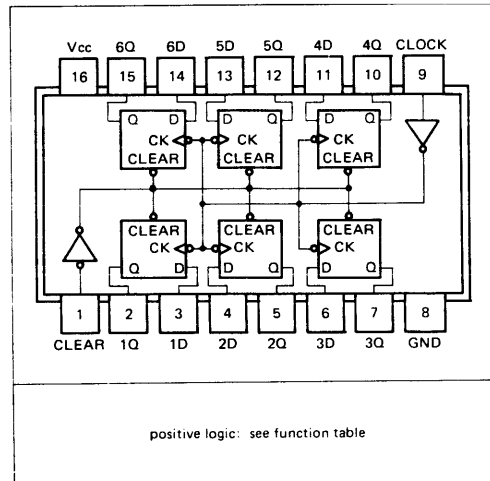 Vcc 6Q 6D 5D 5Q 4D 4Q CLOCK
16 15 14 13 12 11 10 9
Q D D Q D Q
CK CK CK
CLEAR CLEAR CLEAR
CLEAR CLEAR CLEAR
CK CK CK
Q D D Q D Q
1 2 3 4 5 6 7 8
CLEAR 1Q 1D 2D 2Q 3D 3Q GND
positive logic: see function table